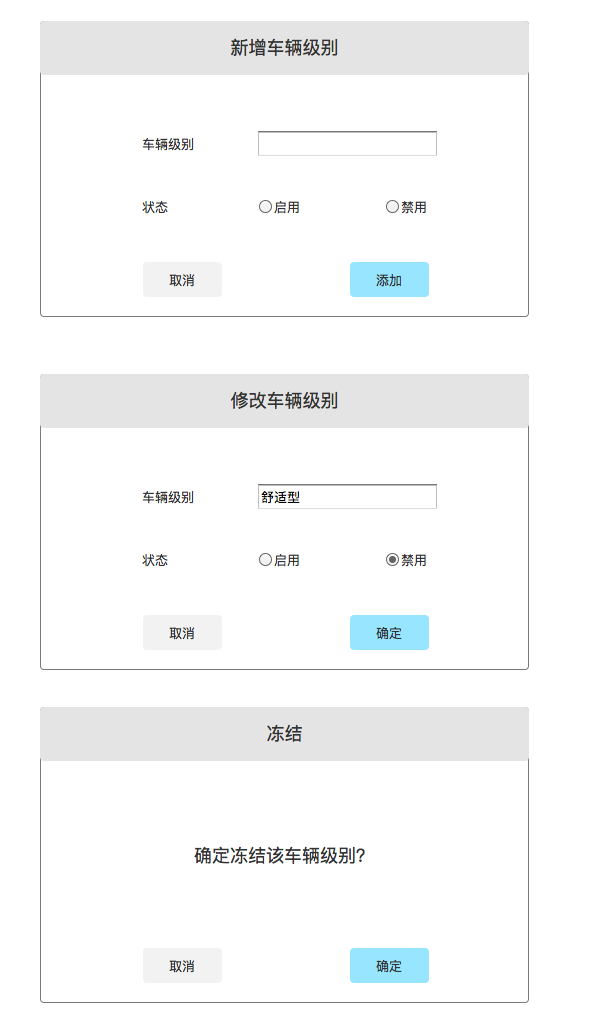 新增车辆级别
车辆级别
状态 启用 禁用
取消 添加
修改车辆级别
车辆级别 舒适型
状态 启用 禁用
取消 确定
冻结
确定冻结该车辆级别?
取消 确定